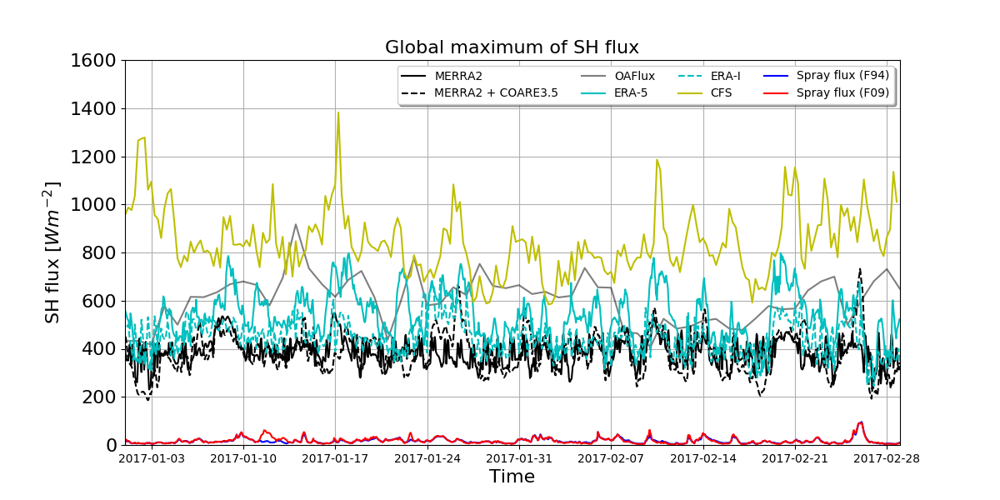 Global maximum of SH flux
MERRA2
MERRA2 + COARE3.5
OAFlux
ERA-5
ERA-I
CFS
Spray flux (F94)
Spray flux (F09)
SH flux [Wm⁻²]
1600
1400
1200
1000
800
600
400
200
0
2017-01-03 2017-01-10 2017-01-17 2017-01-24 2017-01-31 2017-02-07 2017-02-14 2017-02-21 2017-02-28
Time